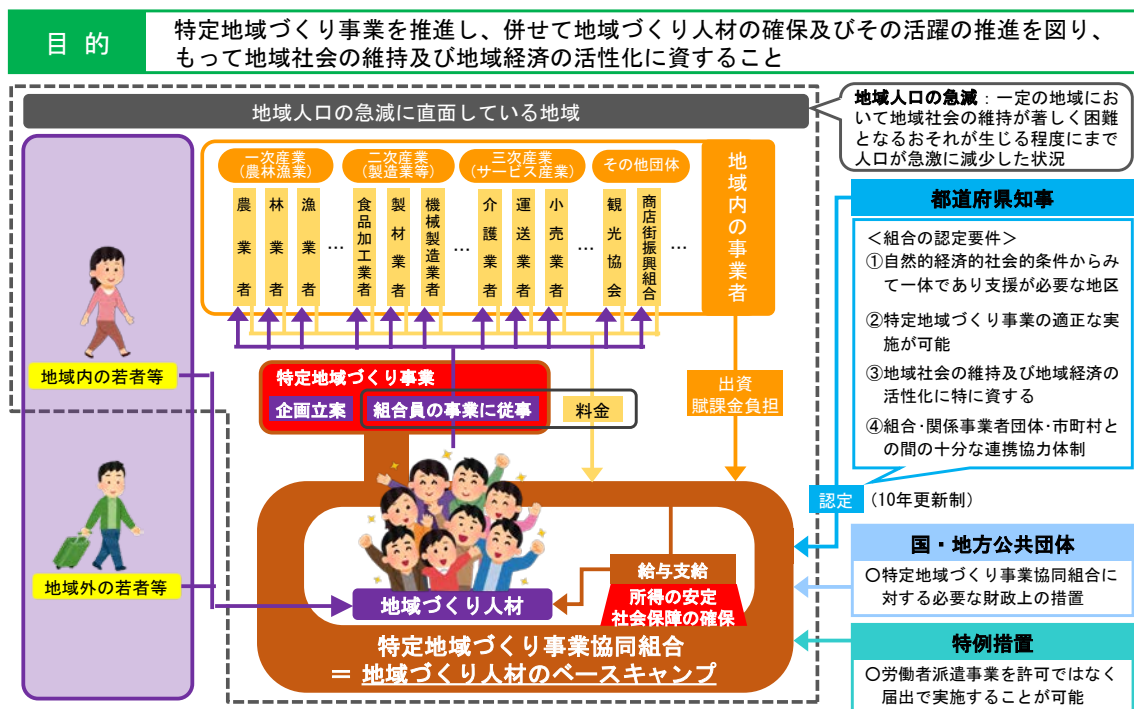 目的
特定地域づくり事業を推進し、併せて地域づくり人材の確保及びその活躍の推進を図り、
もって地域社会の維持及び地域経済の活性化に資すること
地域人口の急減に直面している地域
地域人口の急減：一定の地域にお
いて地域社会の維持が著しく困難
となるおそれが生じる程度にまで
人口が急激に減少した状況
一次産業
(農林漁業)
二次産業
(製造業等)
三次産業
(サービス産業)
その他団体
地域内の事業者
農業者
林業者
漁業者
…
食品加工業者
製材業者
機械製造業者
…
介護業者
運送業者
小売業者
…
観光協会
商店街振興組合
…
地域内の若者等
地域外の若者等
特定地域づくり事業
企画立案
組合員の事業に従事
料金
出資
賦課金負担
地域づくり人材
給与支給
所得の安定
社会保障の確保
特定地域づくり事業協同組合
＝ 地域づくり人材のベースキャンプ
都道府県知事
＜組合の認定要件＞
①自然的経済的社会的条件からみ
て一体であり支援が必要な地区
②特定地域づくり事業の適正な実
施が可能
③地域社会の維持及び地域経済の
活性化に特に資する
④組合・関係事業者団体・市町村と
の間の十分な連携協力体制
認定 （10年更新制）
国・地方公共団体
○特定地域づくり事業協同組合に
対する必要な財政上の措置
特例措置
○労働者派遣事業を許可ではなく
届出で実施することが可能